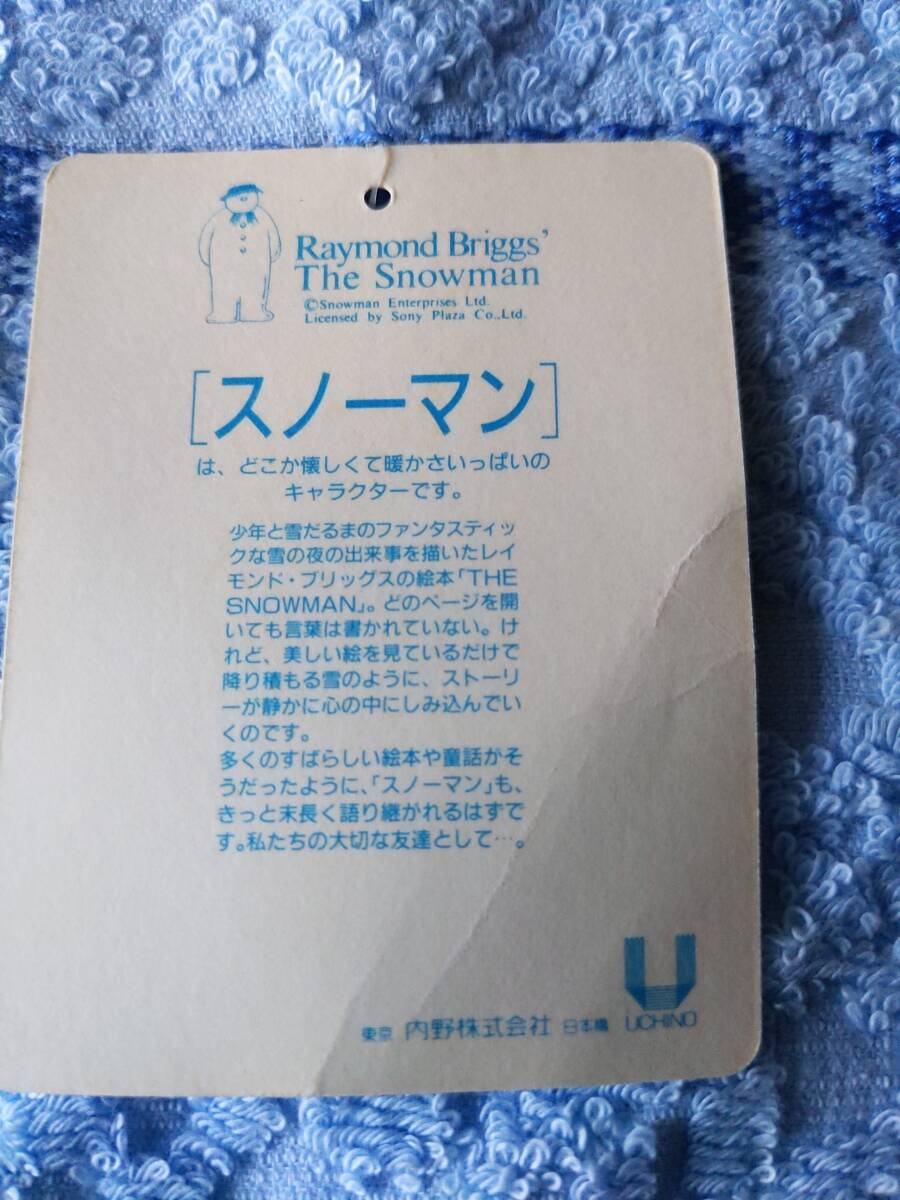 Raymond Briggs'
The Snowman
©Snowman Enterprises Ltd.
Licensed by Sony Plaza Co.,Ltd.
[スノーマン]
は、どこか懐しくて暖かさいっぱいの
キャラクターです。
少年と雪だるまのファンタスティッ
クな雪の夜の出来事を描いたレイ
モンド・ブリッグスの絵本「THE
SNOWMAN」。どのページを開
いても言葉は書かれていない。け
れど、美しい絵を見ているだけで
降り積もる雪のように、ストーリ
ーが静かに心の中にしみ込んでい
くのです。
多くのすばらしい絵本や童話がそ
うだったように、「スノーマン」も、
きっと末長く語り継がれるはずで
す。私たちの大切な友達として…。
東京 内野株式会社 日本橋 UCHINO